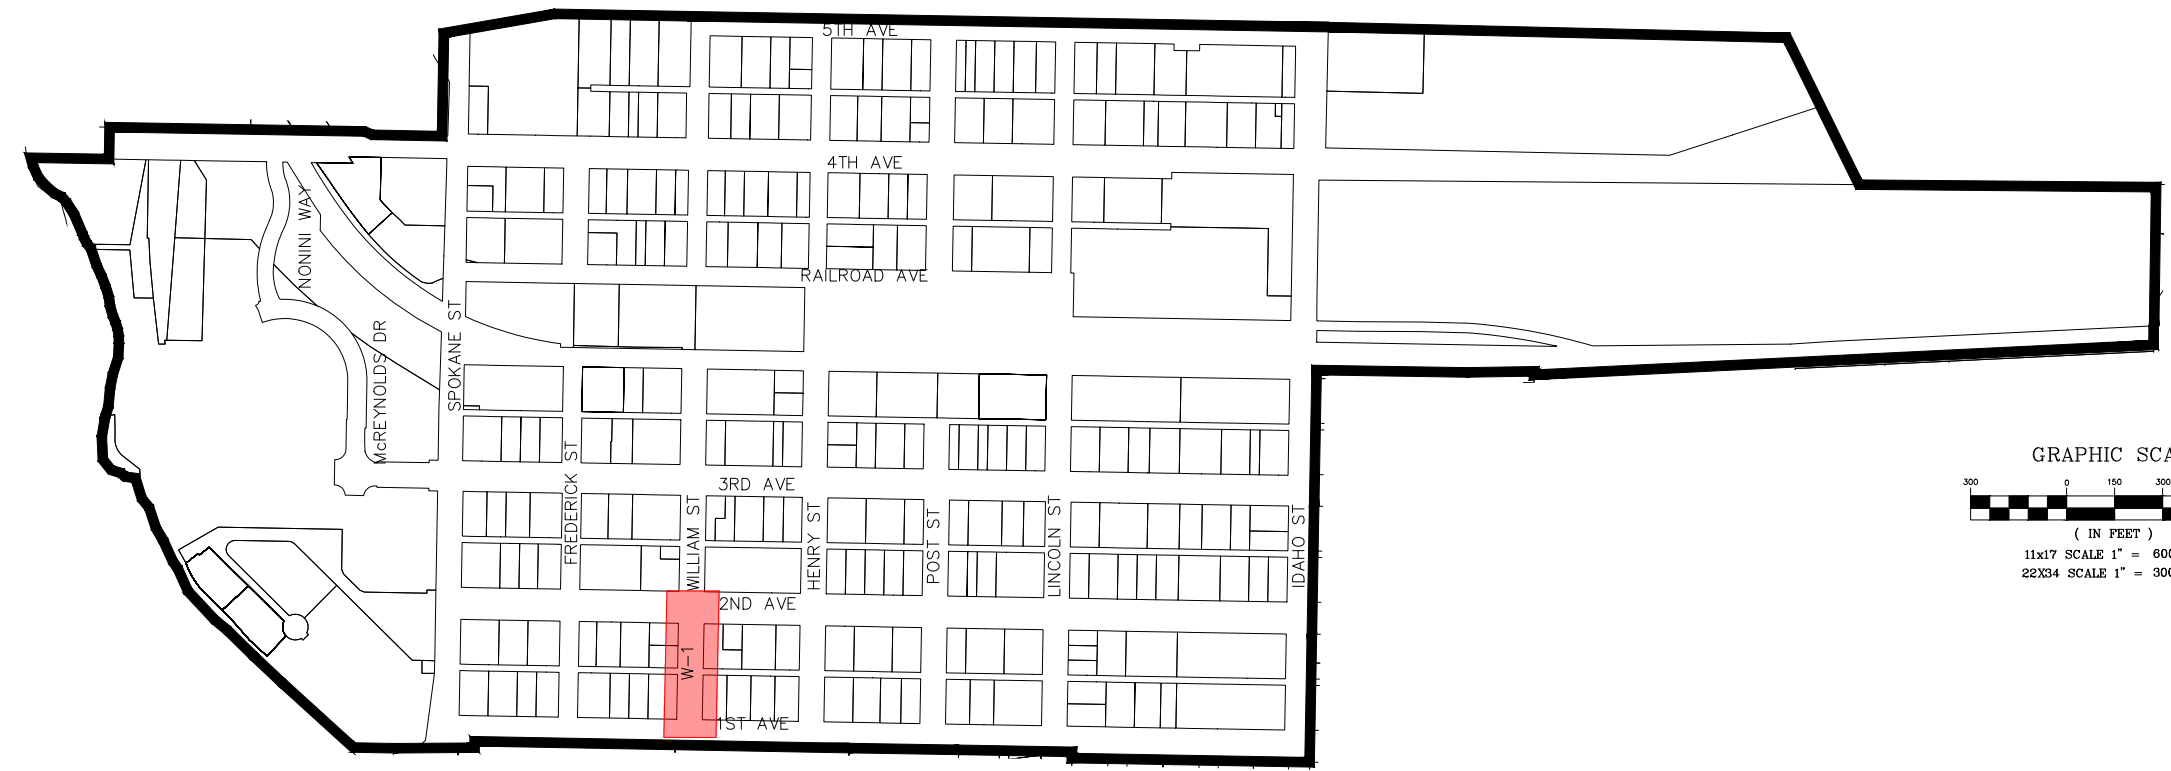 5TH AVE
4TH AVE
NONINI WAY
RAILROAD AVE
SPOKANE ST
McREYNOLDS DR
FREDERICK ST
3RD AVE
WILLIAM ST
HENRY ST
POST ST
LINCOLN ST
IDAHO ST
2ND AVE
W-1
1ST AVE
GRAPHIC SCA
300 0 150 300
( IN FEET )
11x17 SCALE 1" = 600
22X34 SCALE 1" = 300